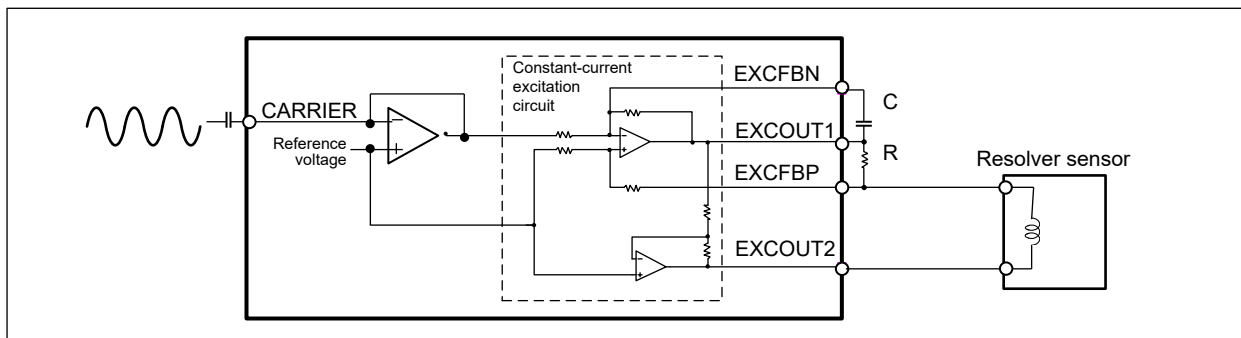 Constant-current
excitation
circuit
EXCFBN
C
CARRIER
EXCOUT1
Reference
voltage
R
Resolver sensor
EXCFBP
EXCOUT2